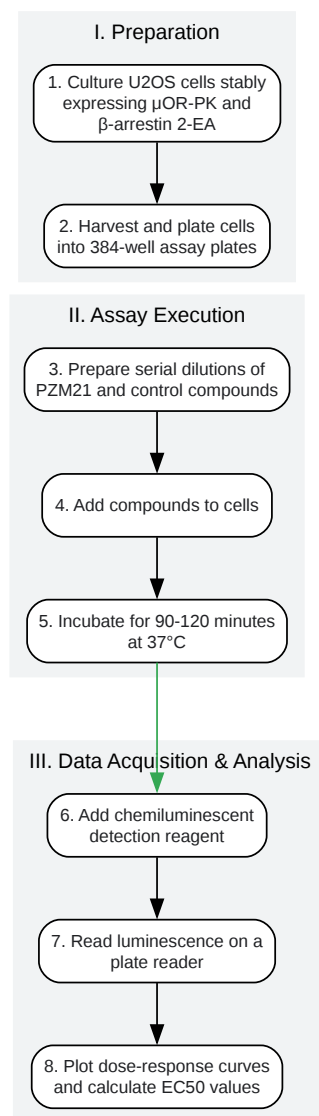 I. Preparation
1. Culture U2OS cells stably
expressing μOR-PK and
β-arrestin 2-EA
2. Harvest and plate cells
into 384-well assay plates
II. Assay Execution
3. Prepare serial dilutions of
PZM21 and control compounds
4. Add compounds to cells
5. Incubate for 90-120 minutes
at 37°C
III. Data Acquisition & Analysis
6. Add chemiluminescent
detection reagent
7. Read luminescence on a
plate reader
8. Plot dose-response curves
and calculate EC50 values